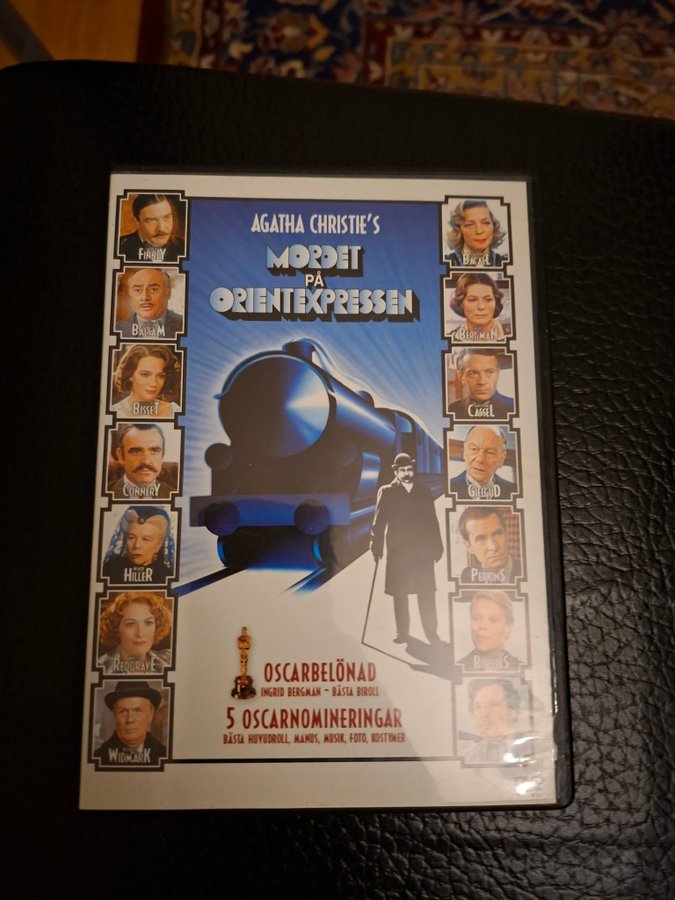 AGATHA CHRISTIE'S
MORDET
PÅ
ORIENTEXPRESSEN
FINNEY
BALSAM
BISSET
CONNERY
HILLER
REDGRAVE
WIDMARK
BACALL
BERGMAN
CASSEL
GIELGUD
PERKINS
ROBERTS
OSCARBELÖNAD
INGRID BERGMAN - BÄSTA BIROLL
5 OSCARNOMINERINGAR
BÄSTA HUVUDROLL, MANUS, MUSIK, FOTO, KOSTYMER